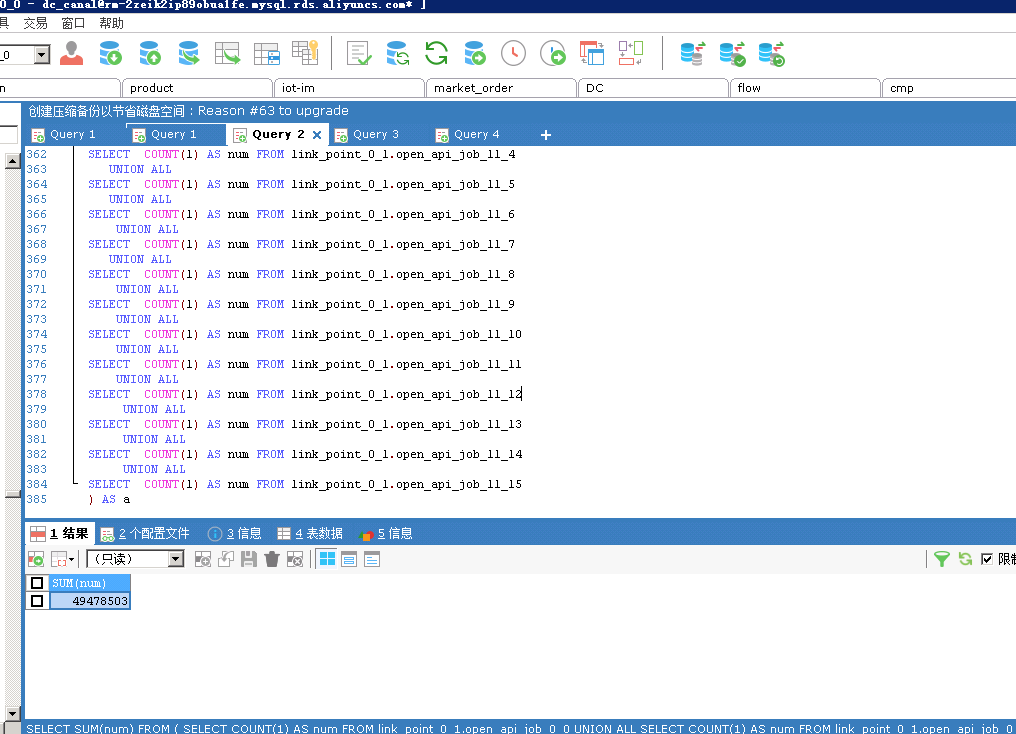 0_0 - dc_canal@rm-2zeik2ip89obualfe.mysql.rds.aliyuncs.com* ]
具 交易 窗口 帮助
_0
n product iot-im market_order DC flow cmp
创建压缩备份以节省磁盘空间 : Reason #63 to upgrade
Query 1 Query 1 Query 2 Query 3 Query 4
362 SELECT COUNT(1) AS num FROM link_point_0_1.open_api_job_11_4
363 UNION ALL
364 SELECT COUNT(1) AS num FROM link_point_0_1.open_api_job_11_5
365 UNION ALL
366 SELECT COUNT(1) AS num FROM link_point_0_1.open_api_job_11_6
367 UNION ALL
368 SELECT COUNT(1) AS num FROM link_point_0_1.open_api_job_11_7
369 UNION ALL
370 SELECT COUNT(1) AS num FROM link_point_0_1.open_api_job_11_8
371 UNION ALL
372 SELECT COUNT(1) AS num FROM link_point_0_1.open_api_job_11_9
373 UNION ALL
374 SELECT COUNT(1) AS num FROM link_point_0_1.open_api_job_11_10
375 UNION ALL
376 SELECT COUNT(1) AS num FROM link_point_0_1.open_api_job_11_11
377 UNION ALL
378 SELECT COUNT(1) AS num FROM link_point_0_1.open_api_job_11_12
379 UNION ALL
380 SELECT COUNT(1) AS num FROM link_point_0_1.open_api_job_11_13
381 UNION ALL
382 SELECT COUNT(1) AS num FROM link_point_0_1.open_api_job_11_14
383 UNION ALL
384 SELECT COUNT(1) AS num FROM link_point_0_1.open_api_job_11_15
385 ) AS a
1 结果 2 个配置文件 3 信息 4 表数据 5 信息
（只读） 限制
SUM(num)
49478503
SELECT SUM(num) FROM ( SELECT COUNT(1) AS num FROM link_point_0_1.open_api_job_0_0 UNION ALL SELECT COUNT(1) AS num FROM link_point_0_1.open_api_job_0